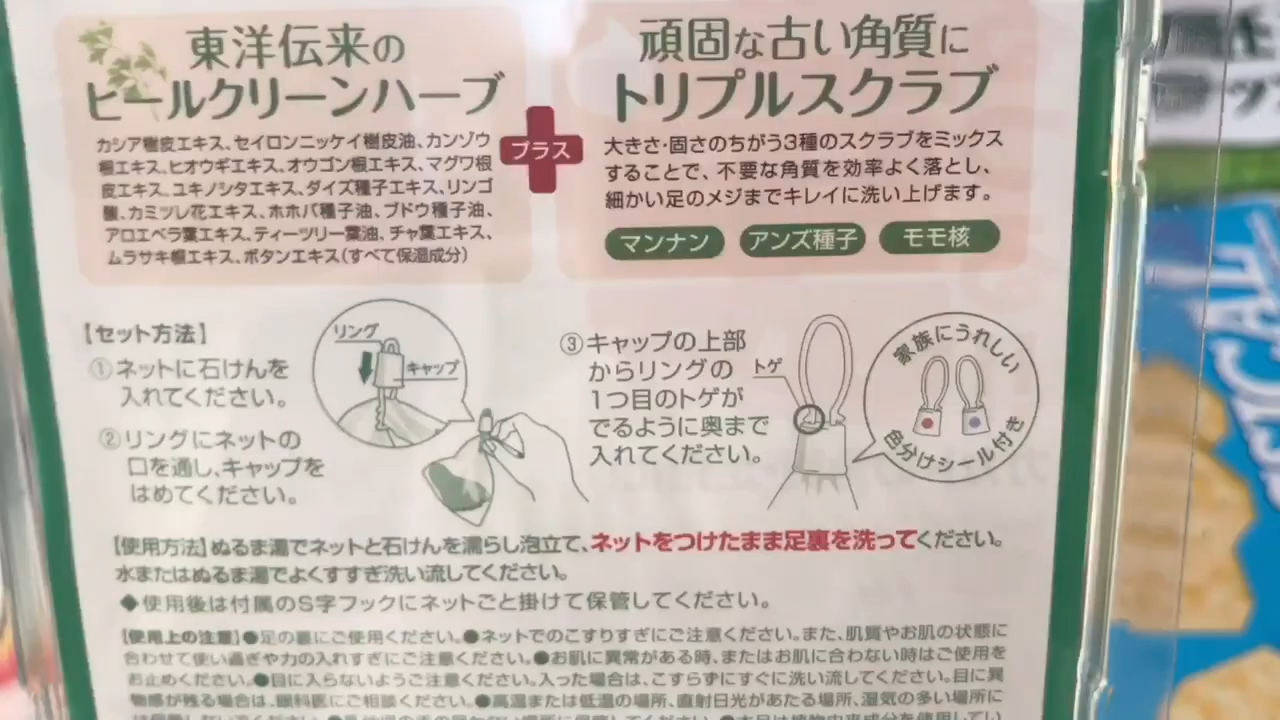 東洋伝来の
ヒールクリーンハーブ
カシア樹皮エキス、セイロンニッケイ樹皮油、カンゾウ
根エキス、ヒオウギエキス、オウゴン根エキス、マグワ根
皮エキス、ユキノシタエキス、ダイズ種子エキス、リンゴ
酸、カミツレ花エキス、ホホバ種子油、ブドウ種子油、
アロエベラ葉エキス、ティーツリー葉油、チャ葉エキス、
ムラサキ根エキス、ボタンエキス(すべて保湿成分)
プラス
頑固な古い角質に
トリプルスクラブ
大きさ・固さのちがう3種のスクラブをミックス
することで、不要な角質を効率よく落とし、
細かい足のメジまでキレイに洗い上げます。
マンナン
アンズ種子
モモ核
【セット方法】
①ネットに石けんを
入れてください。
②リングにネットの
口を通し、キャップを
はめてください。
リング
キャップ
③キャップの上部
からリングの
1つ目のトゲが
でるように奥まで
入れてください。
トゲ
家族にうれしい
色分けシール付き
【使用方法】ぬるま湯でネットと石けんを濡らし泡立て、ネットをつけたまま足裏を洗ってください。
水またはぬるま湯でよくすすぎ洗い流してください。
◆使用後は付属のS字フックにネットごと掛けて保管してください。
【使用上の注意】●足の裏にご使用ください。●ネットでのこすりすぎにご注意ください。また、肌質やお肌の状態に
合わせて使い過ぎや力の入れすぎにご注意ください。●お肌に異常がある時、またはお肌に合わない時はご使用を
お止めください。●目に入らないようご注意ください。入った場合は、こすらずにすぐに洗い流してください。目に異
物感が残る場合は、眼科医にご相談ください。●高温または低温の場所、直射日光があたる場所、湿気の多い場所に